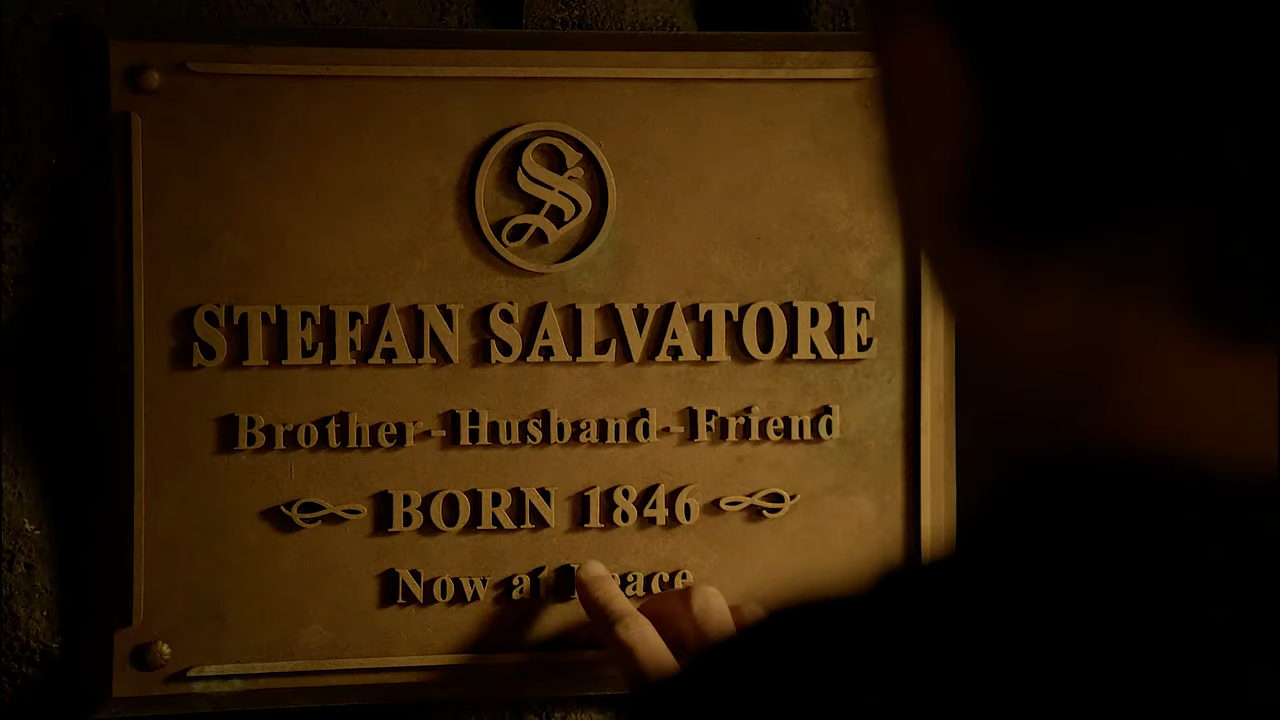 S
STEFAN SALVATORE
Brother-Husband-Friend
BORN 1846
Now at Peace